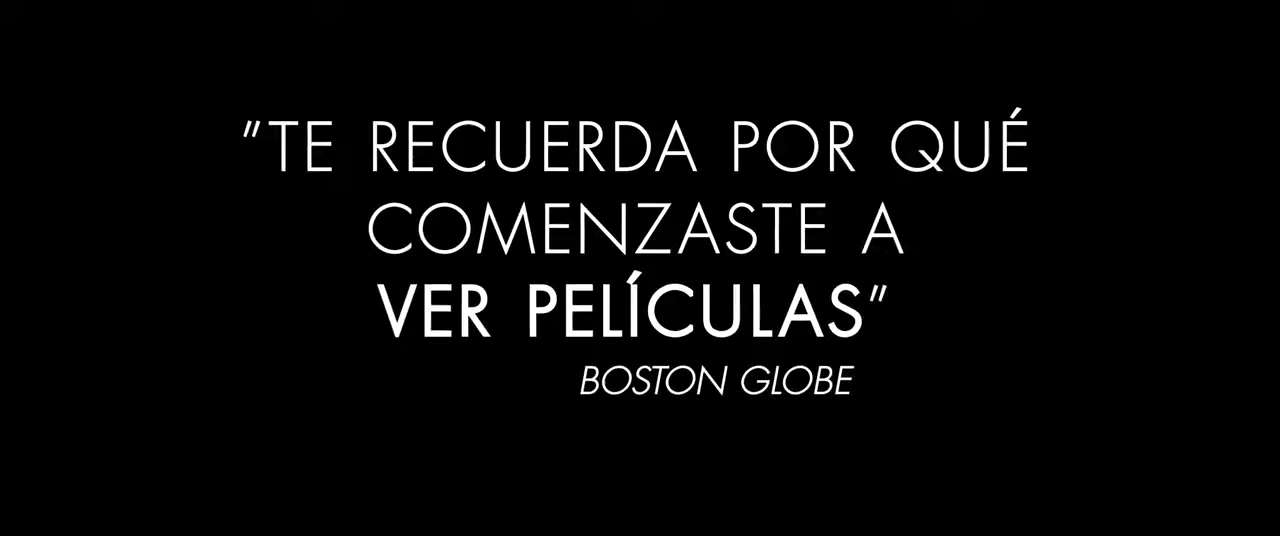 "TE RECUERDA POR QUÉ
COMENZASTE A
VER PELÍCULAS"
BOSTON GLOBE